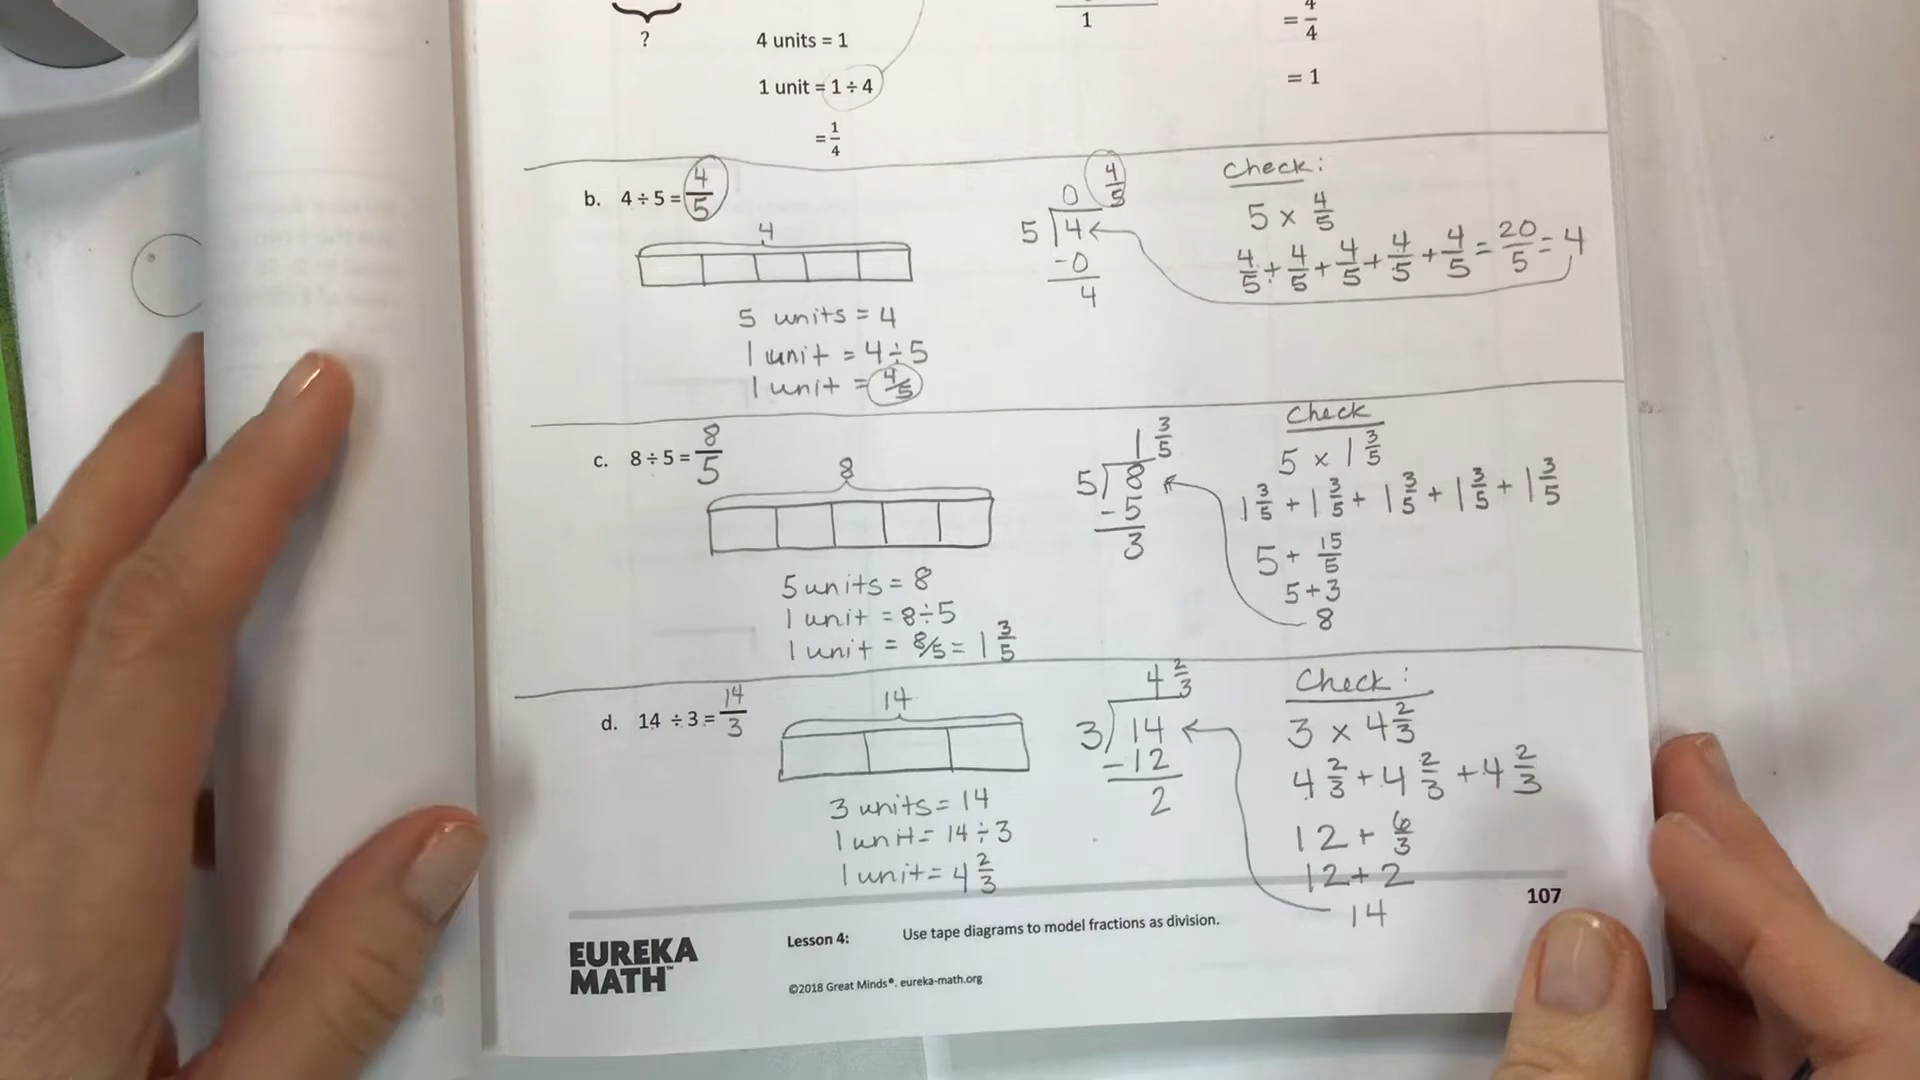 ?
4 units = 1
1 unit = 1 ÷ 4
= 1/4
1
= 4/4
= 1
b. 4 ÷ 5 = 4/5
4
5 units = 4
1 unit = 4÷5
1 unit = 4/5
0 4/5
5 4
-0
4
Check:
5 x 4/5
4/5 + 4/5 + 4/5 + 4/5 + 4/5 = 20/5 = 4
c. 8 ÷ 5 = 8/5
8
5 units = 8
1 unit = 8÷5
1 unit = 8/5 = 1 3/5
1 3/5
5 8
-5
3
Check
5 x 1 3/5
1 3/5 + 1 3/5 + 1 3/5 + 1 3/5 + 1 3/5
5 + 15/5
5+3
8
d. 14 ÷ 3 = 14/3
14
3 units = 14
1 unit = 14 ÷ 3
1 unit = 4 2/3
4 2/3
3 14
-12
2
Check:
3 x 4 2/3
4 2/3 + 4 2/3 + 4 2/3
12 + 6/3
12 + 2
14
107
EUREKA
MATH™
Lesson 4: Use tape diagrams to model fractions as division.
©2018 Great Minds®. eureka-math.org